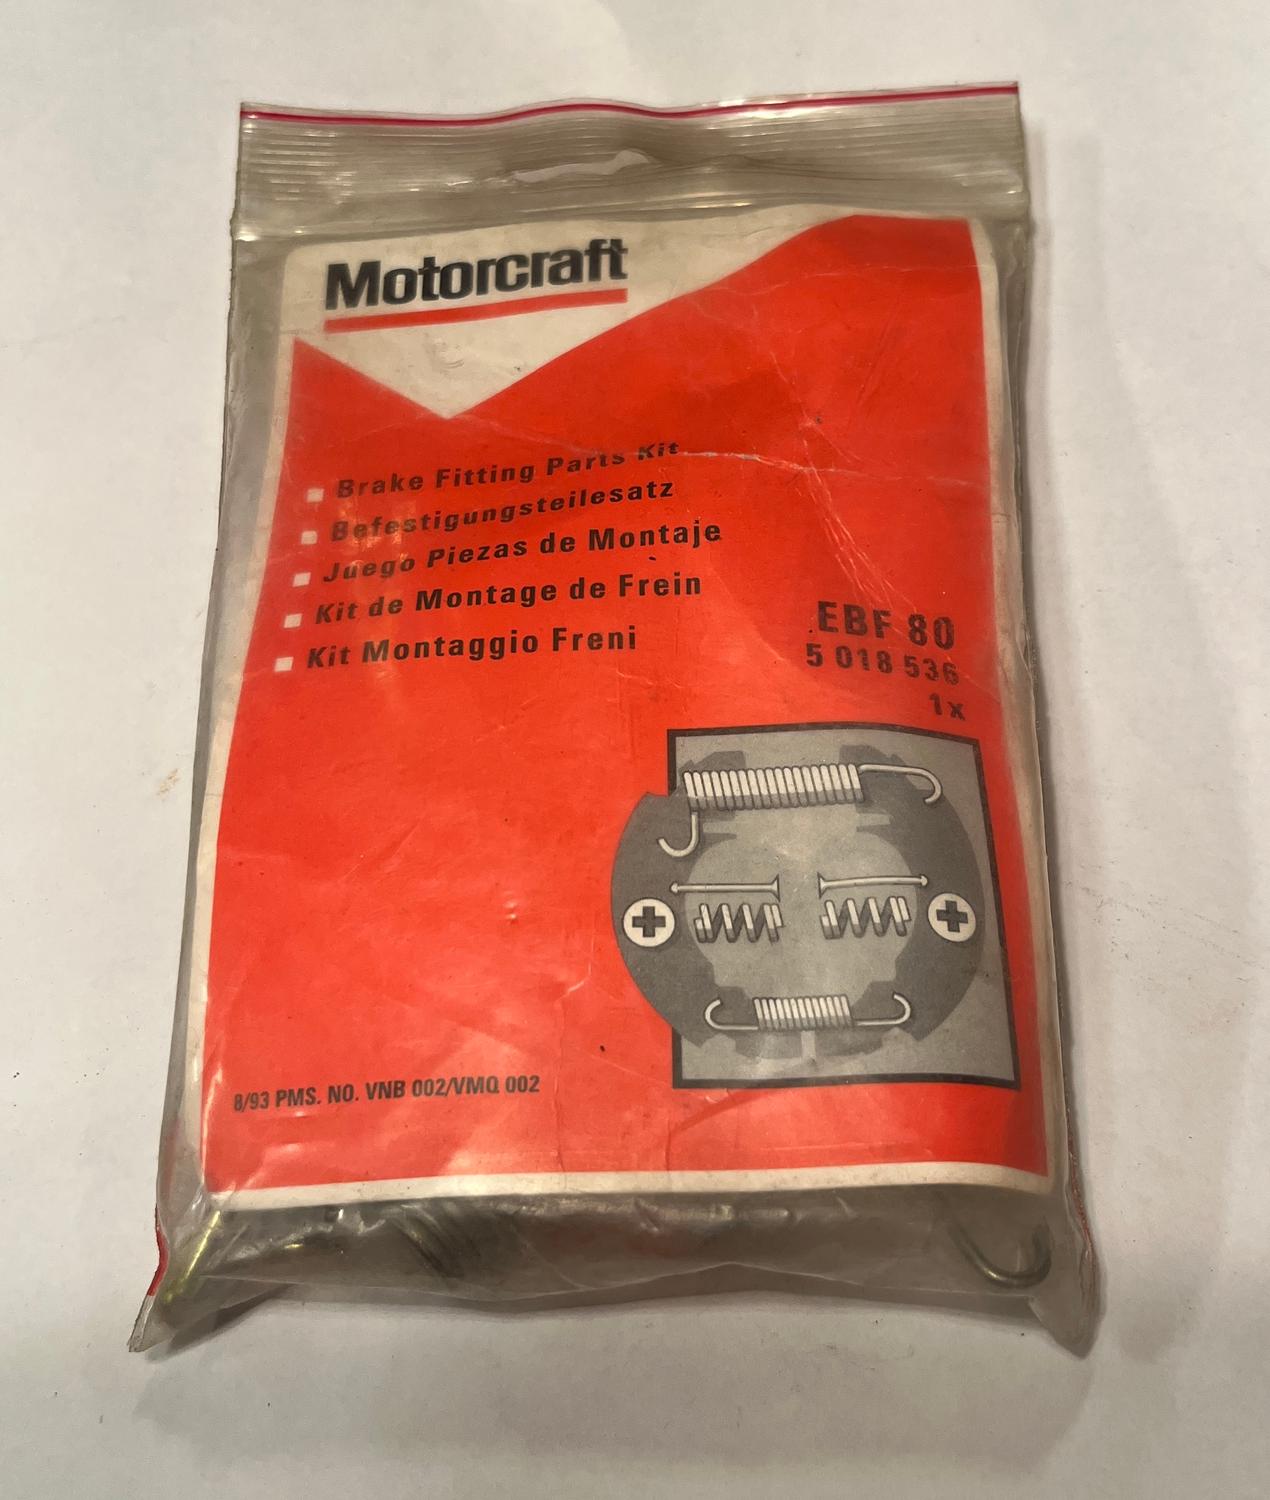 Motorcraft
Brake Fitting Parts Kit
Befestigungsteilesatz
Juego Piezas de Montaje
Kit de Montage de Frein
Kit Montaggio Freni
EBF 80
5 018 536
1x
8/93 PMS. NO. VNB 002/VMQ 002